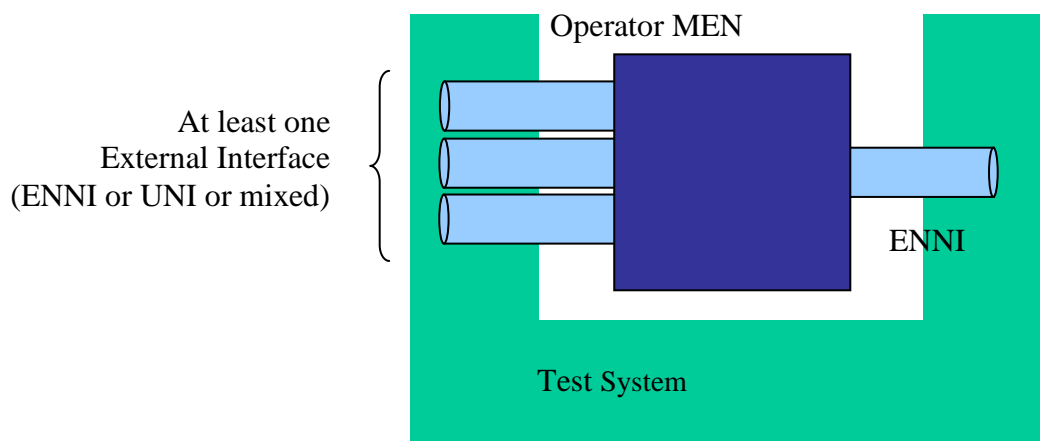 Operator MEN
At least one
External Interface
(ENNI or UNI or mixed)
ENNI
Test System